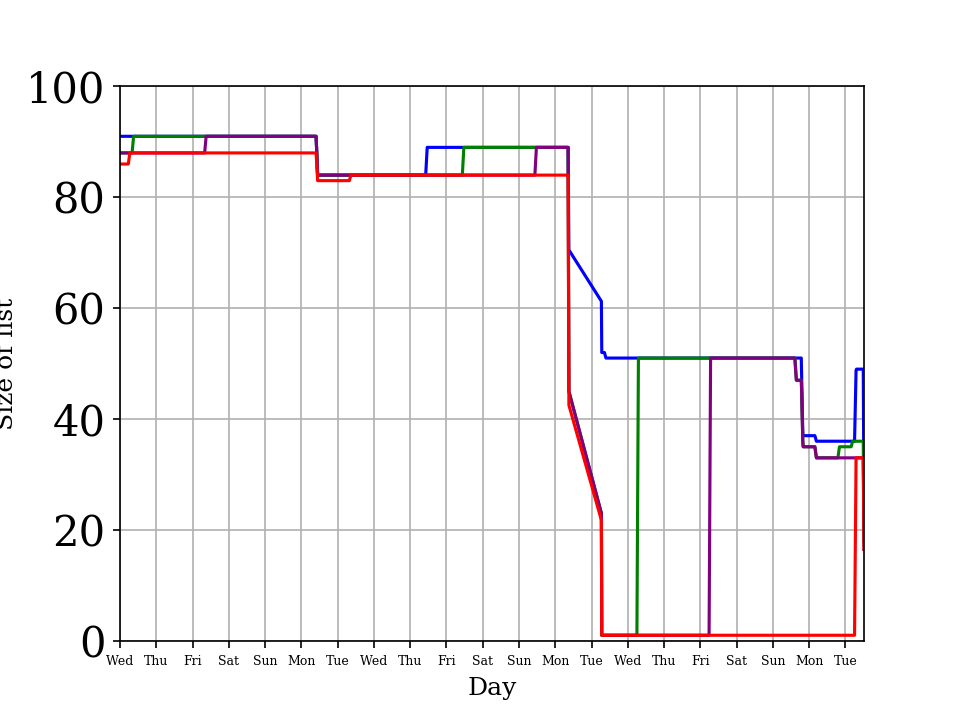 100
80
60
40
20
0
Size of list
Wed Thu Fri Sat Sun Mon Tue Wed Thu Fri Sat Sun Mon Tue Wed Thu Fri Sat Sun Mon Tue
Day